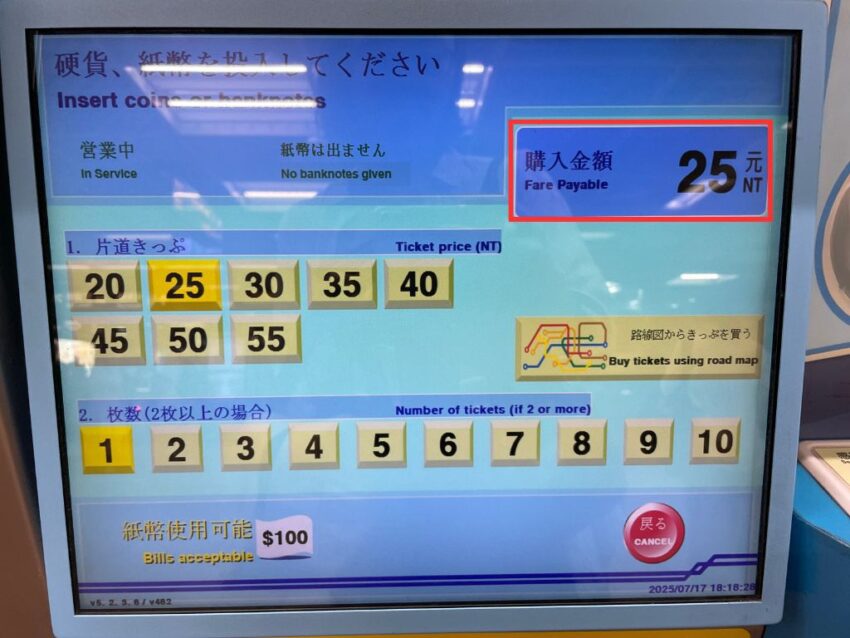 硬貨、紙幣を投入してください
Insert coins or banknotes
営業中
In Service
紙幣は出ません
No banknotes given
購入金額
Fare Payable
25 元
NT
1. 片道きっぷ
Ticket price (NT)
20 25 30 35 40
45 50 55
路線図からきっぷを買う
Buy tickets using road map
2. 枚数(2枚以上の場合)
Number of tickets (if 2 or more)
1 2 3 4 5 6 7 8 9 10
紙幣使用可能
Bills acceptable
$100
戻る
CANCEL
2025/07/17 18:18:28